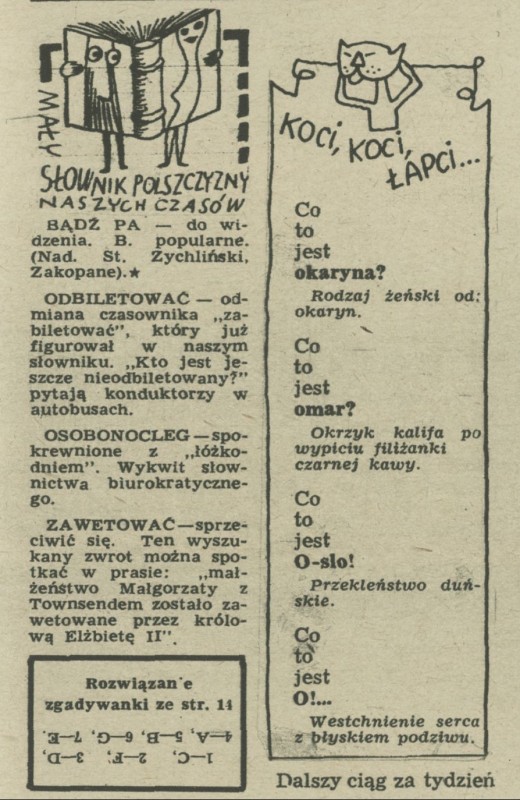 MAŁY
SŁOWNIK POLSZCZYZNY
NASZYCH CZASÓW
BĄDŹ PA — do wi-
dzenia. B. popularne.
(Nad. St. Zychliński,
Zakopane).★
ODBILETOWAĆ — od-
miana czasownika „za-
biletować”, który już
figurował w naszym
słowniku. „Kto jest je-
szcze nieodbiletowany?”
pytają konduktorzy w
autobusach.
OSOBONOCLEG — spo-
krewnione z „łóżko-
dniem”. Wykwit słow-
nictwa biurokratyczne-
go.
ZAWETOWAĆ—sprze-
ciwić się. Ten wyszu-
kany zwrot można spo-
tkać w prasie: „mał-
żeństwo Małgorzaty z
Townsendem zostało za-
wetowane przez królo-
wą Elżbietę II”.
Rozwiązan'e
zgadywanki ze str. 14
1—C, 2—F, 3—D,
4—A, 5—B, 6—G, 7—E.
KOCI, KOCI,
ŁAPCI...
Co
to
jest
okaryna?
Rodzaj żeński od:
okaryn.
Co
to
jest
omar?
Okrzyk kalifa po
wypiciu filiżanki
czarnej kawy.
Co
to
jest
O-slo!
Przekleństwo duń-
skie.
Co
to
jest
O!...
Westchnienie serca
z błyskiem podziwu.
Dalszy ciąg za tydzień